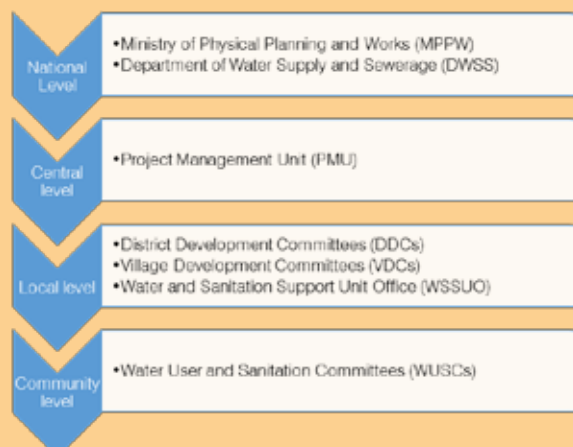 National
Level
•Ministry of Physical Planning and Works (MPPW)
•Department of Water Supply and Sewerage (DWSS)
Central
level
•Project Management Unit (PMU)
Local level
•District Development Committees (DDCs)
•Village Development Committees (VDCs)
•Water and Sanitation Support Unit Office (WSSUO)
Community
level
•Water User and Sanitation Committees (WUSCs)